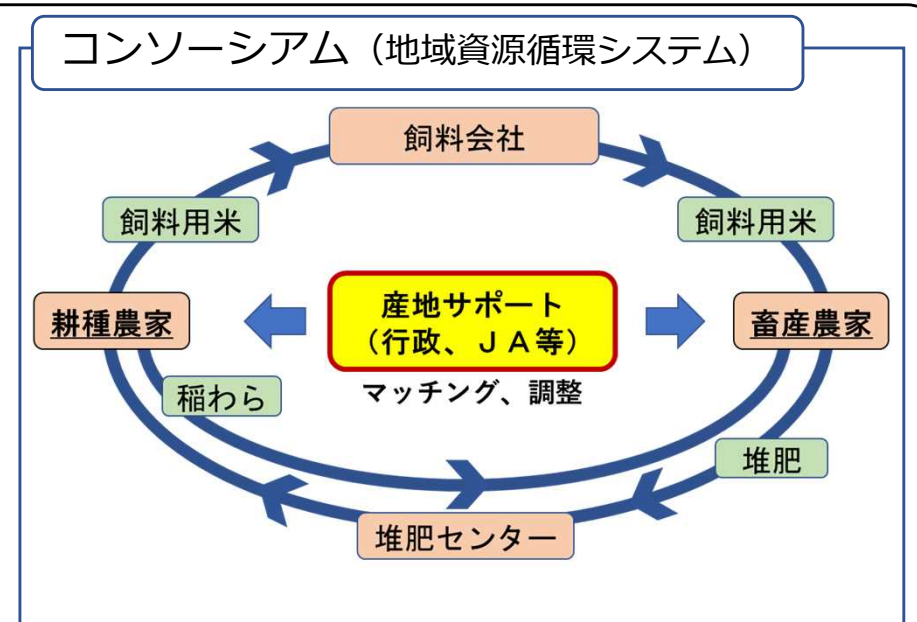 コンソーシアム（地域資源循環システム）
飼料会社
飼料用米
飼料用米
産地サポート
（行政、ＪＡ等）
耕種農家
畜産農家
マッチング、調整
稲わら
堆肥
堆肥センター